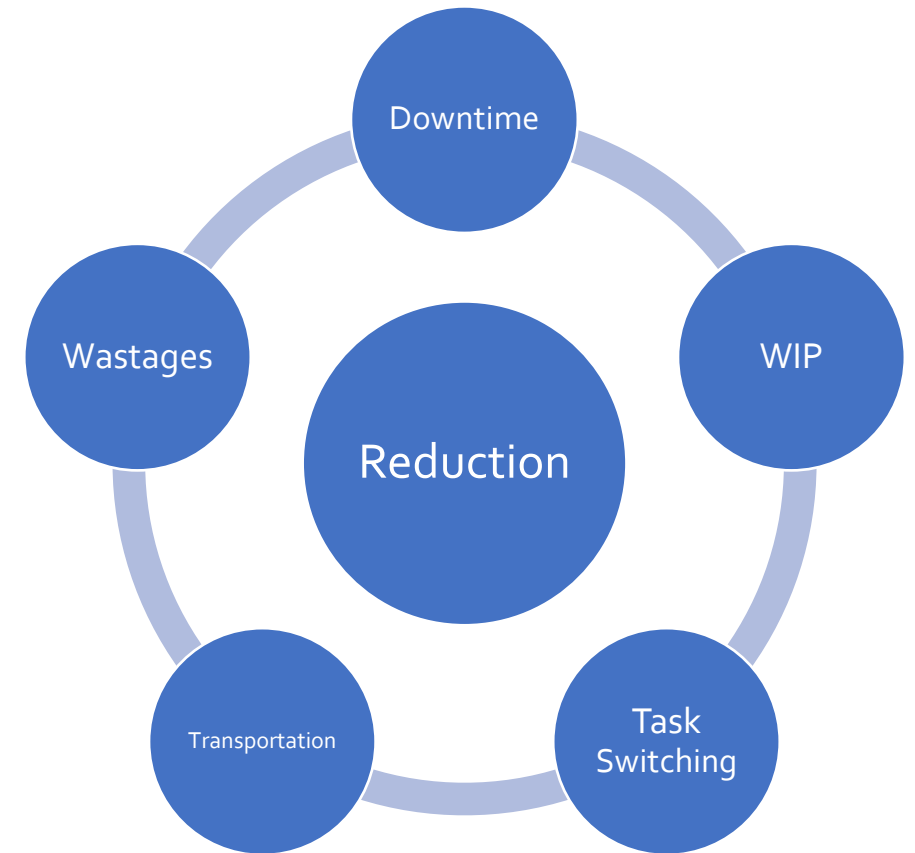 Downtime
WIP
Task
Switching
Transportation
Wastages
Reduction